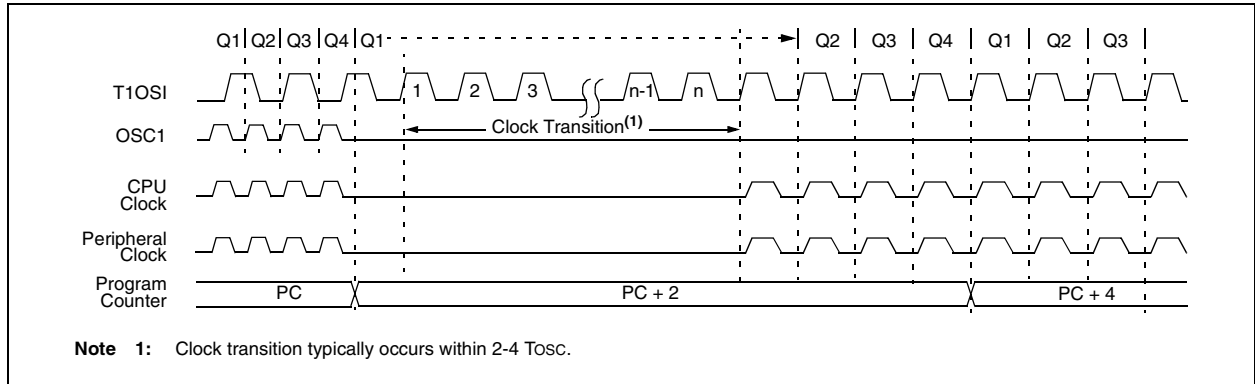 Q1 Q2 Q3 Q4 Q1 Q2 Q3 Q4 Q1 Q2 Q3
T1OSI 1 2 3 n-1 n
Clock Transition(1)
OSC1
CPU
Clock
Peripheral
Clock
Program
Counter
PC PC + 2 PC + 4
Note 1: Clock transition typically occurs within 2-4 TOSC.